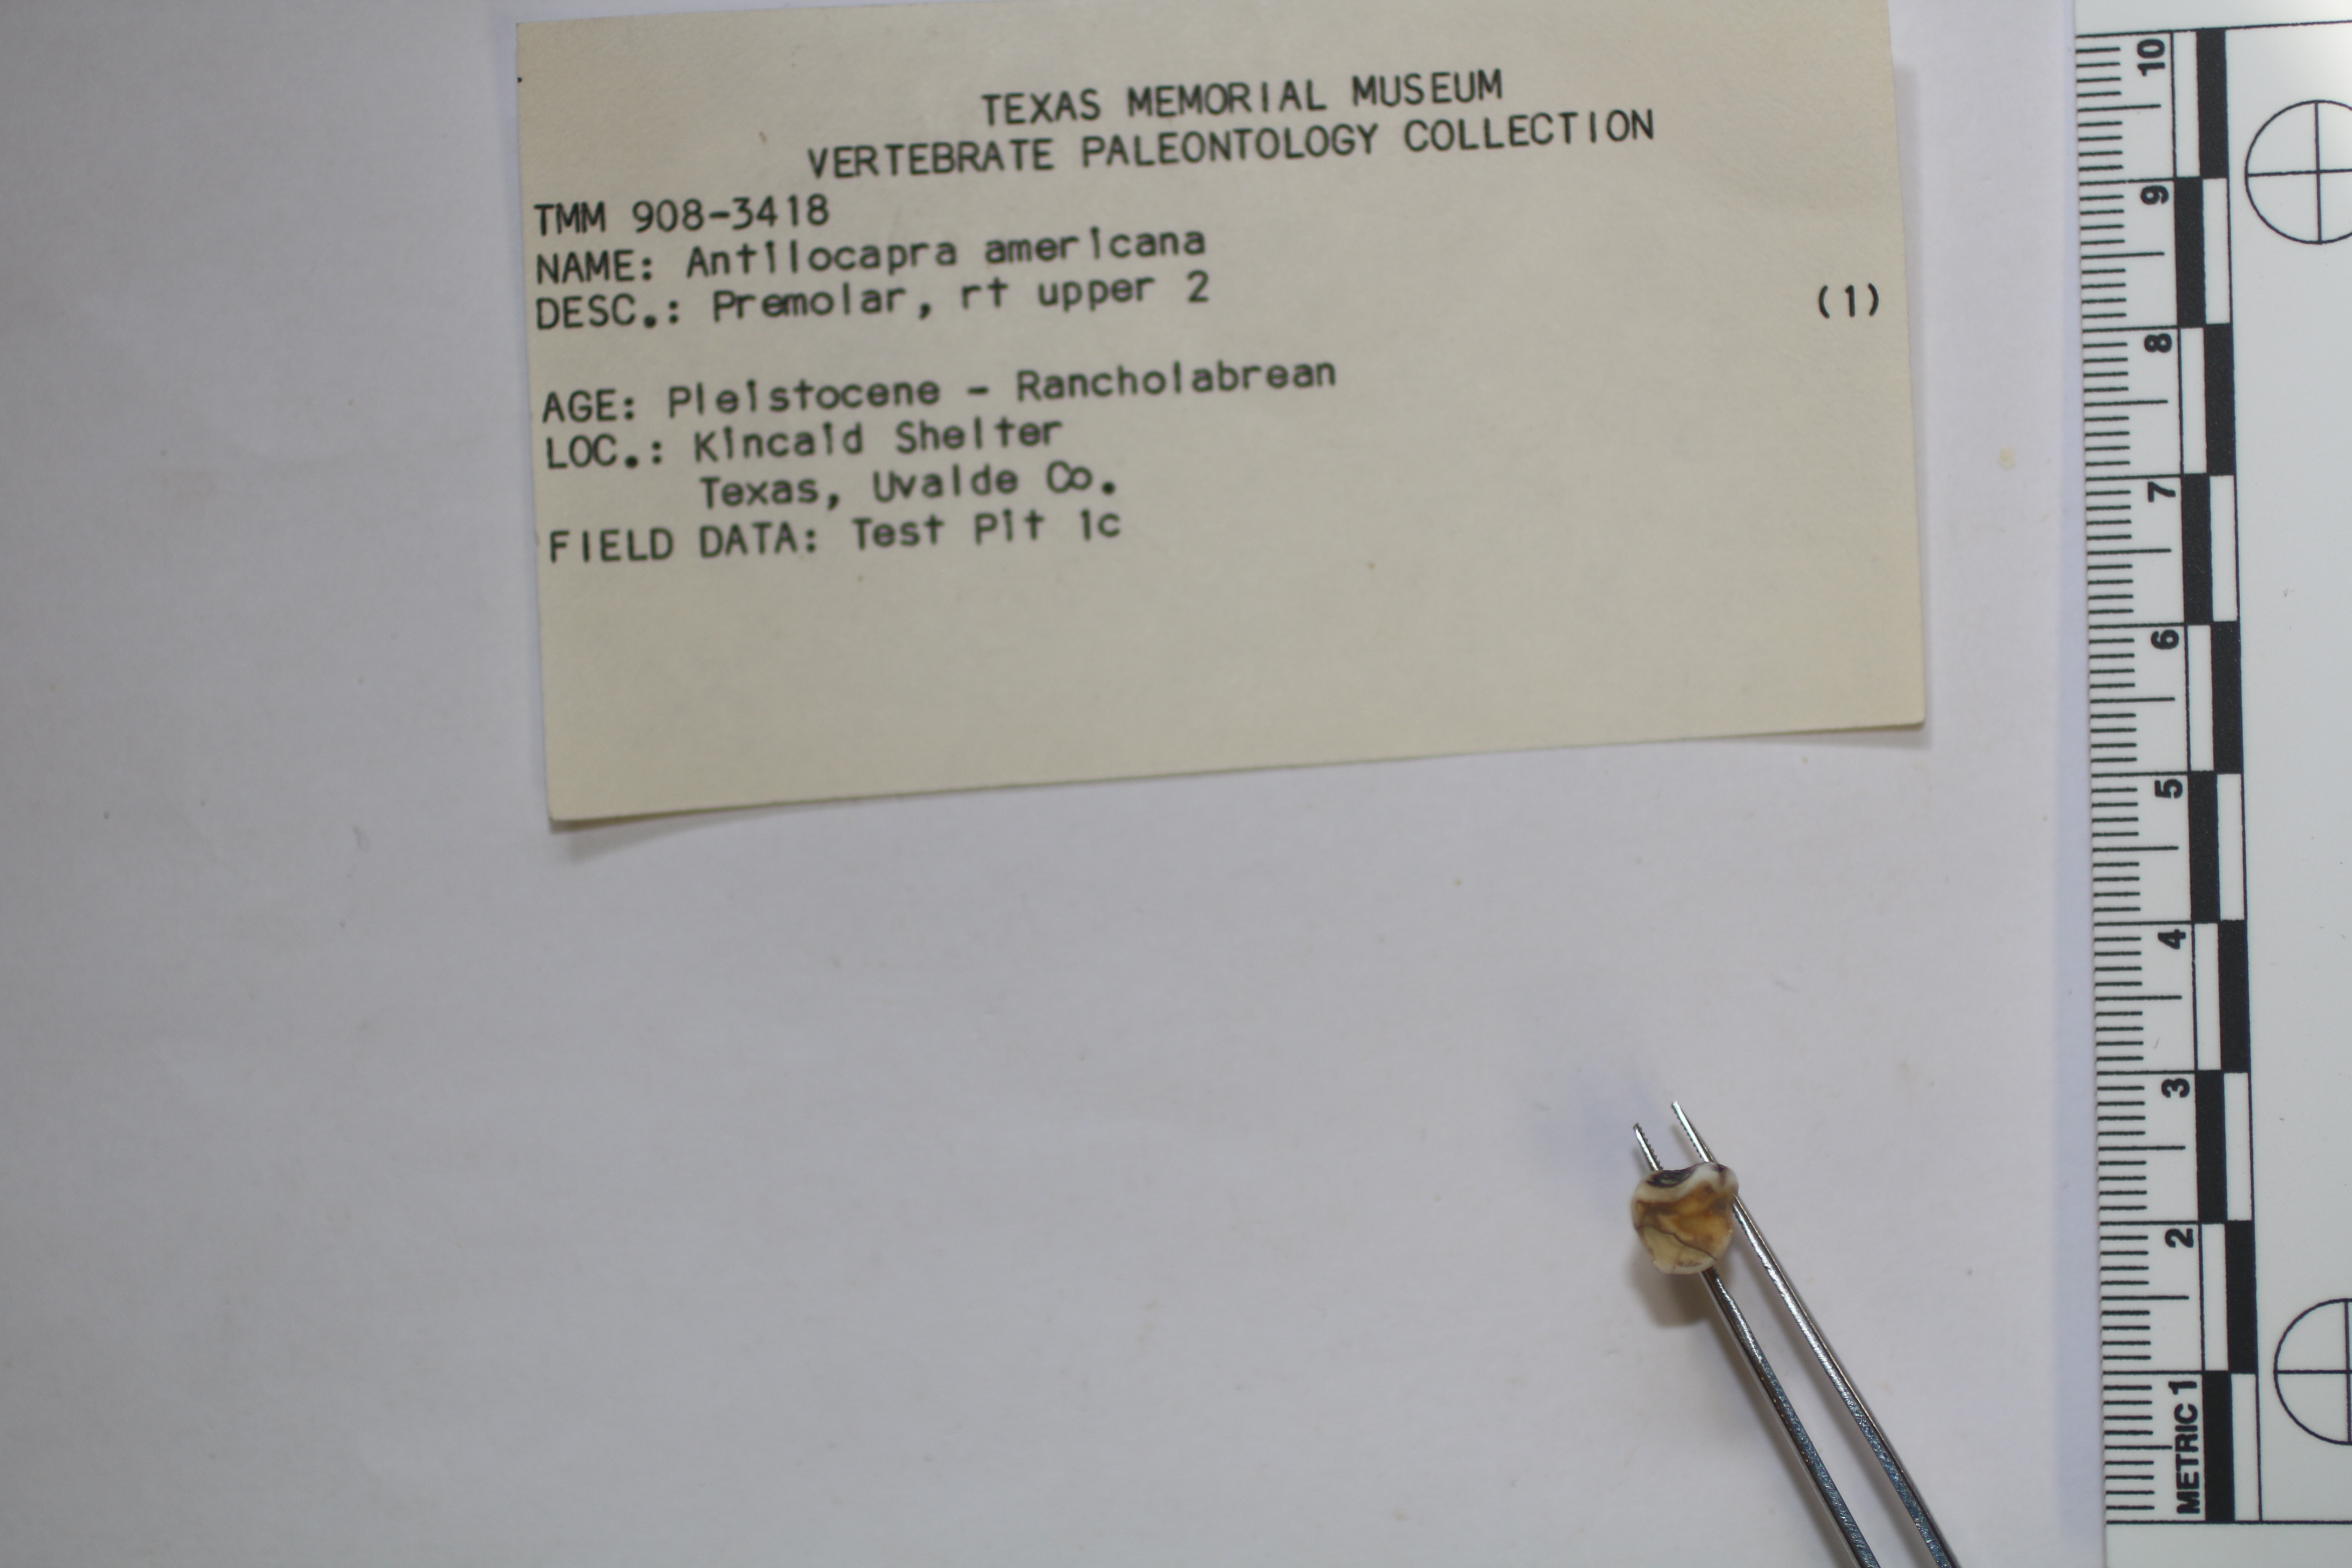 TEXAS MEMORIAL MUSEUM
VERTEBRATE PALEONTOLOGY COLLECTION
TMM 908-3418
NAME: Antilocapra americana
DESC.: Premolar, rt upper 2 (1)
AGE: Pleistocene - Rancholabrean
LOC.: Kincaid Shelter
Texas, Uvalde Co.
FIELD DATA: Test Pit 1c
METRIC 1 2 3 4 5 6 7 8 9 10